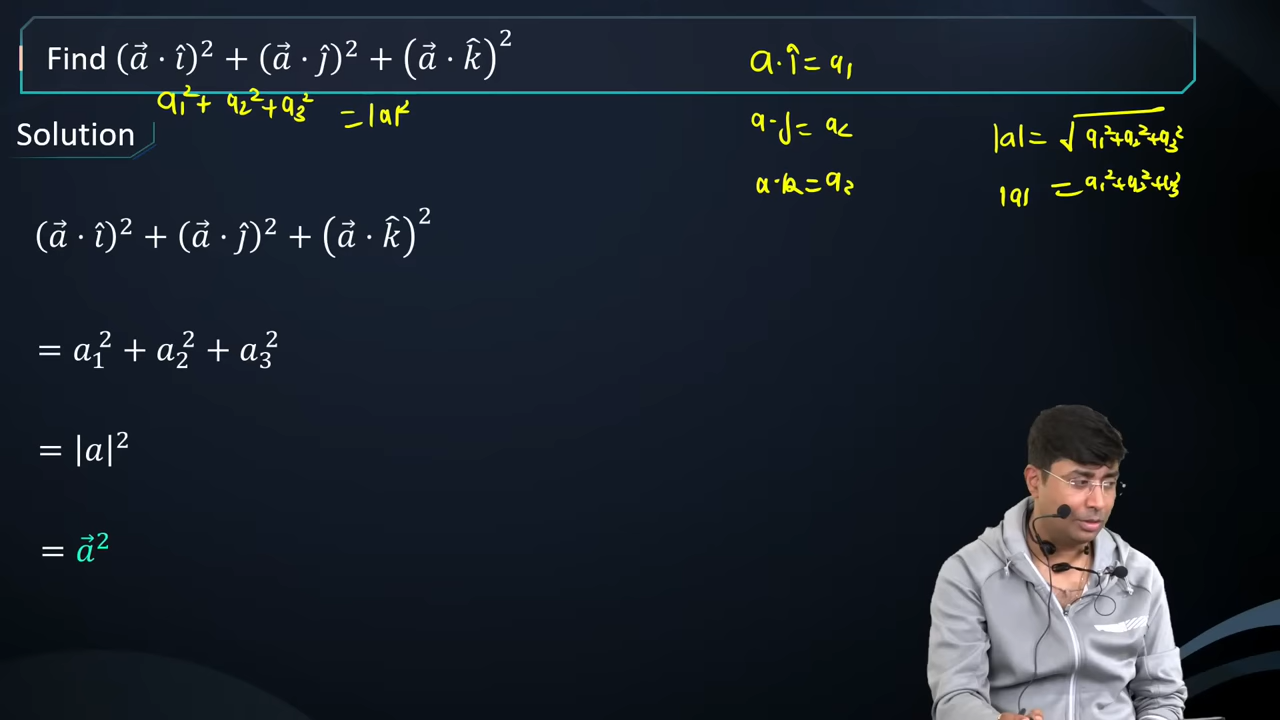 Find (a⃗ · î)² + (a⃗ · ĵ)² + (a⃗ · k̂)²
a₁² + a₂² + a₃² = |a|²
a · î = a₁
a · j = a₂
a · k = a₃
|a| = √a₁²+a₂²+a₃²
|a| = a₁²+a₂²+a₃²
Solution
(a⃗ · î)² + (a⃗ · ĵ)² + (a⃗ · k̂)²
= a₁² + a₂² + a₃²
= |a|²
= a⃗²